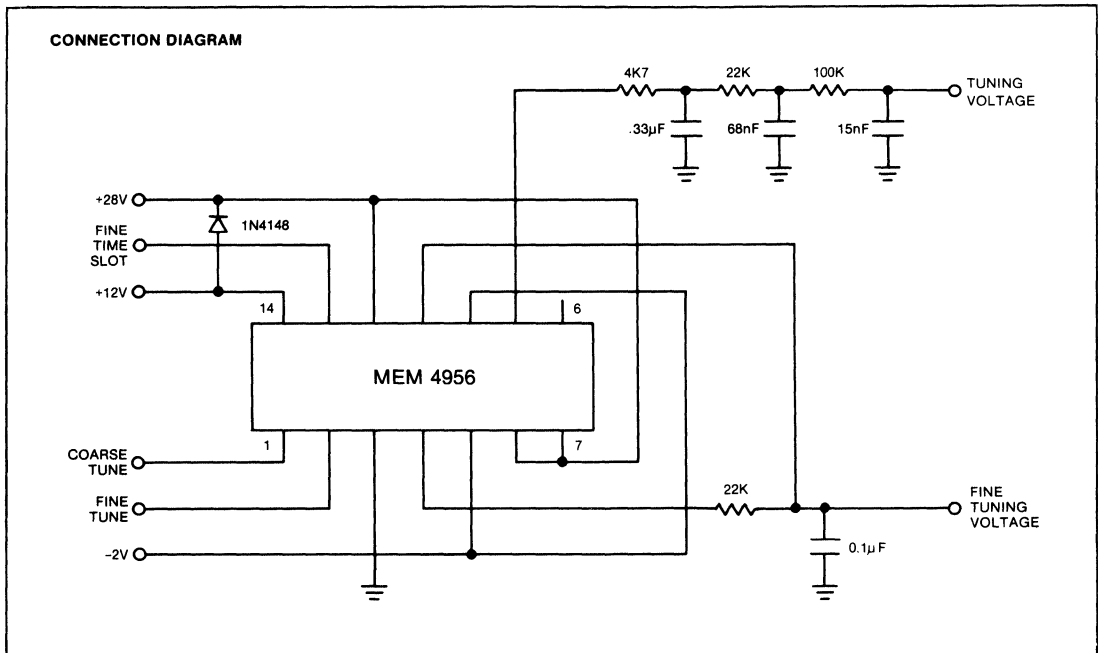 CONNECTION DIAGRAM
4K7
22K
100K
TUNING
VOLTAGE
.33µF
68nF
15nF
+28V
1N4148
FINE
TIME
SLOT
+12V
14
6
MEM 4956
1
7
COARSE
TUNE
FINE
TUNE
-2V
22K
FINE
TUNING
VOLTAGE
0.1µF